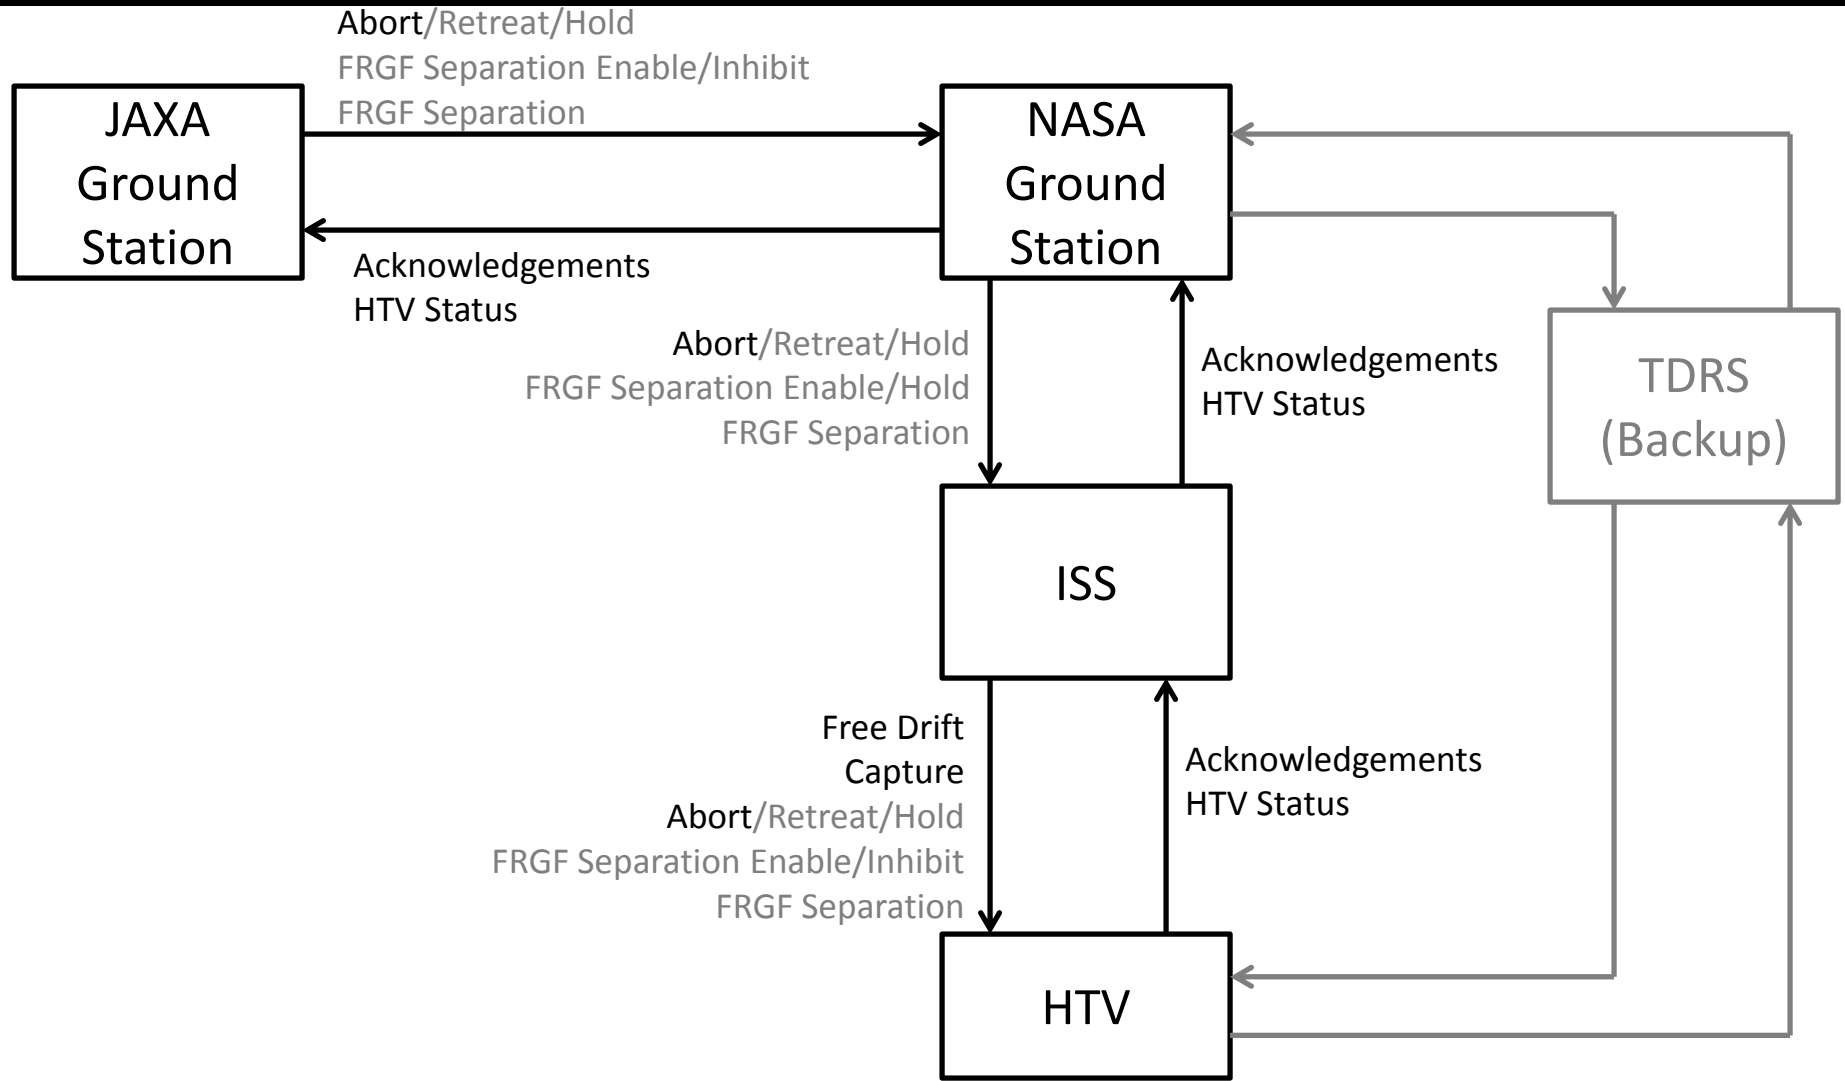 Abort/Retreat/Hold
FRGF Separation Enable/Inhibit
FRGF Separation
JAXA
Ground
Station
NASA
Ground
Station
Acknowledgements
HTV Status
Abort/Retreat/Hold
FRGF Separation Enable/Hold
FRGF Separation
Acknowledgements
HTV Status
TDRS
(Backup)
ISS
Free Drift
Capture
Abort/Retreat/Hold
FRGF Separation Enable/Inhibit
FRGF Separation
Acknowledgements
HTV Status
HTV